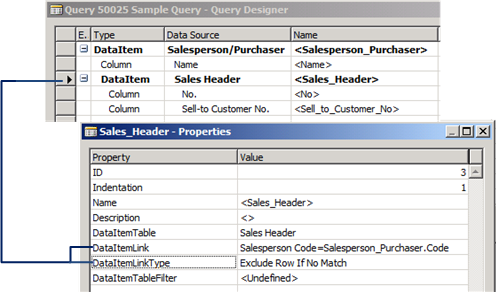 Query 50025 Sample Query - Query Designer
E. Type Data Source Name
DataItem Salesperson/Purchaser <Salesperson_Purchaser>
Column Name <Name>
DataItem Sales Header <Sales_Header>
Column No. <No>
Column Sell-to Customer No. <Sell_to_Customer_No>
Sales_Header - Properties
Property Value
ID 3
Indentation 1
Name <Sales_Header>
Description <>
DataItemTable Sales Header
DataItemLink Salesperson Code=Salesperson_Purchaser.Code
DataItemLinkType Exclude Row If No Match
DataItemTableFilter <Undefined>